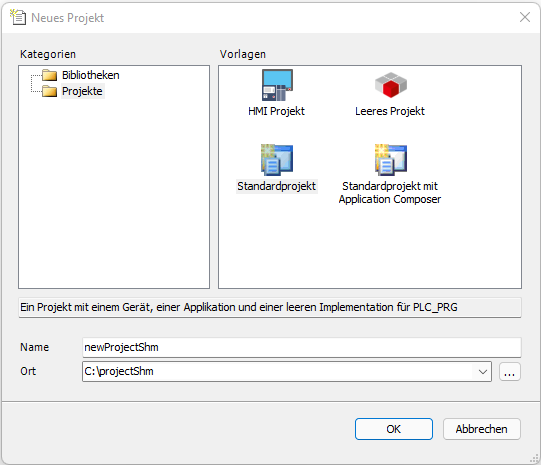 Neues Projekt
Kategorien
Vorlagen
Bibliotheken
Projekte
HMI Projekt
Leeres Projekt
Standardprojekt
Standardprojekt mit
Application Composer
Ein Projekt mit einem Gerät, einer Applikation und einer leeren Implementation für PLC_PRG
Name
newProjectShm
Ort
C:\projectShm
...
OK
Abbrechen